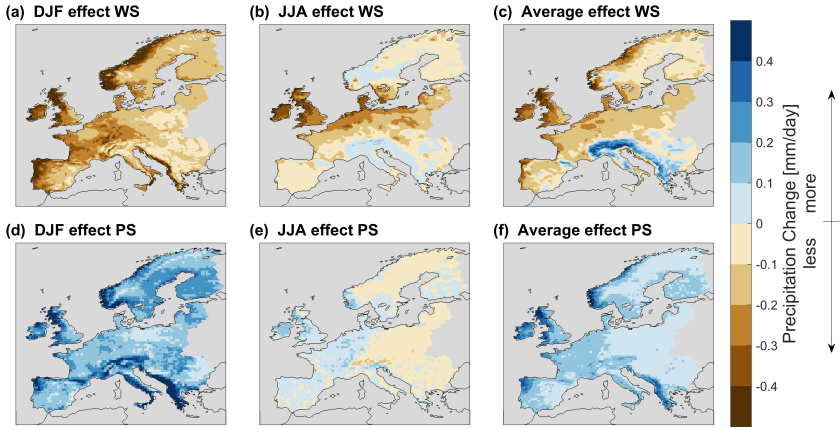 (a) DJF effect WS
(b) JJA effect WS
(c) Average effect WS
(d) DJF effect PS
(e) JJA effect PS
(f) Average effect PS
0.4
0.3
0.2
0.1
0
-0.1
-0.2
-0.3
-0.4
Precipitation Change [mm/day]
less more